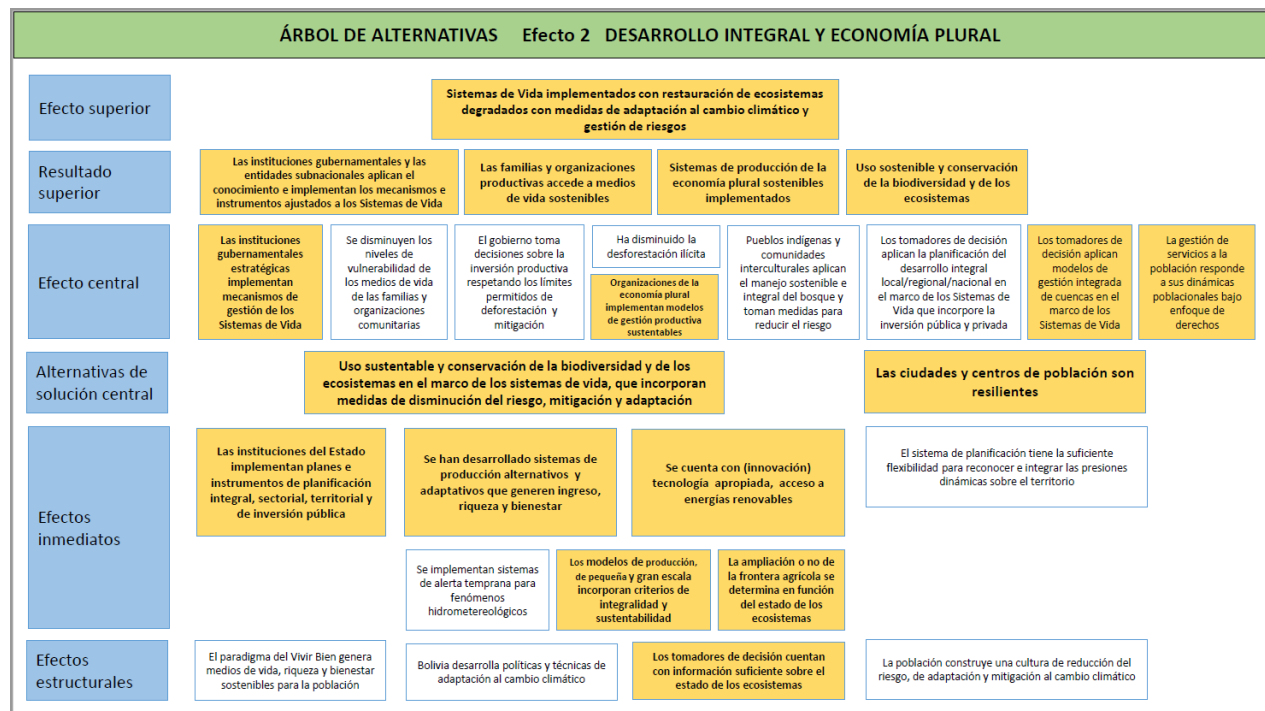 ÁRBOL DE ALTERNATIVAS Efecto 2 DESARROLLO INTEGRAL Y ECONOMÍA PLURAL
Efecto superior
Sistemas de Vida implementados con restauración de ecosistemas
degradados con medidas de adaptación al cambio climático y
gestión de riesgos
Resultado
superior
Las instituciones gubernamentales y las
entidades subnacionales aplican el
conocimiento e implementan los mecanismos e
instrumentos ajustados a los Sistemas de Vida
Las familias y organizaciones
productivas accede a medios
de vida sostenibles
Sistemas de producción de la
economía plural sostenibles
implementados
Uso sostenible y conservación
de la biodiversidad y de los
ecosistemas
Efecto central
Las instituciones
gubernamentales
estratégicas
implementan
mecanismos de
gestión de los
Sistemas de Vida
Se disminuyen los
niveles de
vulnerabilidad de
los medios de vida
de las familias y
organizaciones
comunitarias
El gobierno toma
decisiones sobre la
inversión productiva
respetando los límites
permitidos de
deforestación y
mitigación
Ha disminuido la
desforestación ilícita
Organizaciones de la
economía plural
implementan modelos
de gestión productiva
sustentables
Pueblos indígenas y
comunidades
interculturales aplican
el manejo sostenible e
integral del bosque y
toman medidas para
reducir el riesgo
Los tomadores de decisión
aplican la planificación del
desarrollo integral
local/regional/nacional en
el marco de los Sistemas de
Vida que incorpore la
inversión pública y privada
Los tomadores de
decisión aplican
modelos de
gestión integrada
de cuencas en el
marco de los
Sistemas de Vida
La gestión de
servicios a la
población responde
a sus dinámicas
poblacionales bajo
enfoque de
derechos
Alternativas de
solución central
Uso sustentable y conservación de la biodiversidad y de los
ecosistemas en el marco de los sistemas de vida, que incorporan
medidas de disminución del riesgo, mitigación y adaptación
Las ciudades y centros de población son
resilientes
Efectos
inmediatos
Las instituciones del Estado
implementan planes e
instrumentos de planificación
integral, sectorial, territorial y
de inversión pública
Se han desarrollado sistemas de
producción alternativos y
adaptativos que generen ingreso,
riqueza y bienestar
Se cuenta con (innovación)
tecnología apropiada, acceso a
energías renovables
El sistema de planificación tiene la suficiente
flexibilidad para reconocer e integrar las presiones
dinámicas sobre el territorio
Se implementan sistemas
de alerta temprana para
fenómenos
hidrometereológicos
Los modelos de producción,
de pequeña y gran escala
incorporan criterios de
integralidad y
sustentabilidad
La ampliación o no de
la frontera agrícola se
determina en función
del estado de los
ecosistemas
Efectos
estructurales
El paradigma del Vivir Bien genera
medios de vida, riqueza y bienestar
sostenibles para la población
Bolivia desarrolla políticas y técnicas de
adaptación al cambio climático
Los tomadores de decisión cuentan
con información suficiente sobre el
estado de los ecosistemas
La población construye una cultura de reducción del
riesgo, de adaptación y mitigación al cambio climático